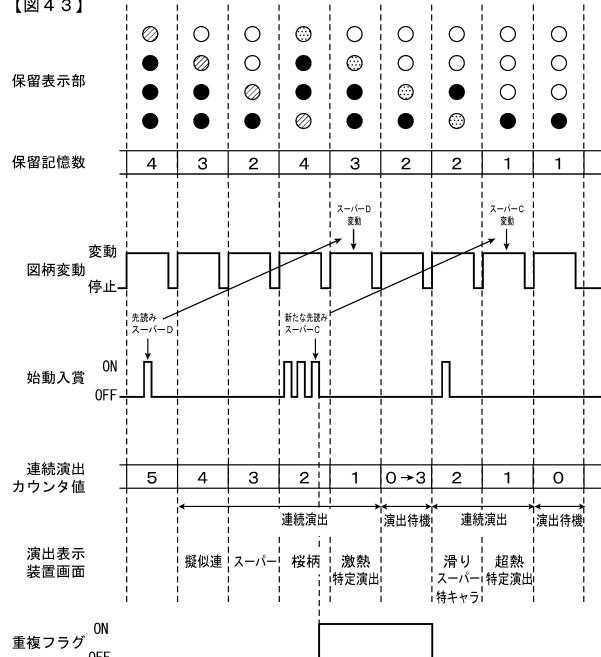 【図４３】
保留表示部
保留記憶数
4 3 2 4 3 2 2 1 1
スーパーD
変動
スーパーC
変動
変動
図柄変動
停止
先読み
スーパーD
新たな先読み
スーパーC
ON
始動入賞
OFF
連続演出
カウンタ値
5 4 3 2 1 0→3 2 1 0
連続演出 演出待機 連続演出 演出待機
演出表示
装置画面
擬似連 スーパー 桜柄 激熱
特定演出
滑り
スーパー
特キャラ
超熱
特定演出
ON
重複フラグ
OFF